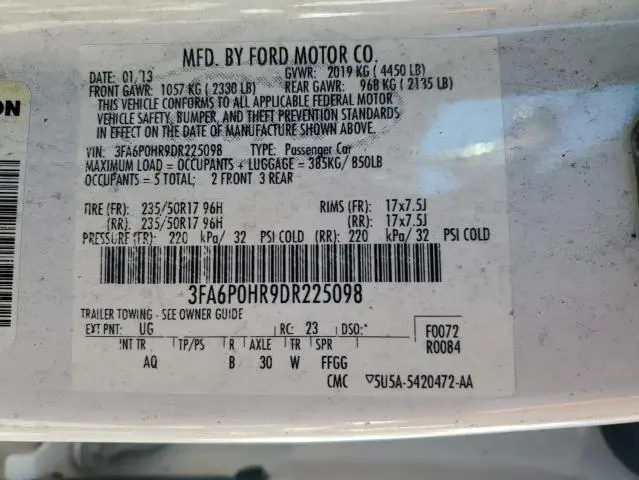 MFD. BY FORD MOTOR CO.
DATE: 01/13 GVWR: 2019 KG ( 4450 LB)
FRONT GAWR: 1057 KG ( 2330 LB) REAR GAWR: 968 KG ( 2135 LB)
THIS VEHICLE CONFORMS TO ALL APPLICABLE FEDERAL MOTOR
VEHICLE SAFETY, BUMPER, AND THEFT PREVENTION STANDARDS
IN EFFECT ON THE DATE OF MANUFACTURE SHOWN ABOVE.
VIN: 3FA6P0HR9DR225098 TYPE: Passenger Car
MAXIMUM LOAD = OCCUPANTS + LUGGAGE = 385KG/ 850LB
OCCUPANTS = 5 TOTAL; 2 FRONT 3 REAR
TIRE (FR): 235/50R17 96H RIMS (FR): 17x7.5J
(RR): 235/50R17 96H (RR): 17x7.5J
PRESSURE (FR): 220 kPa/ 32 PSI COLD (RR): 220 kPa/ 32 PSI COLD
3FA6P0HR9DR225098
TRAILER TOWING - SEE OWNER GUIDE
EXT PNT: UG RC: 23 DSO:* F0072
INT TR TP/PS R AXLE TR SPR R0084
AQ B 30 W FFGG
CMC ▽5U5A-5420472-AA
ON